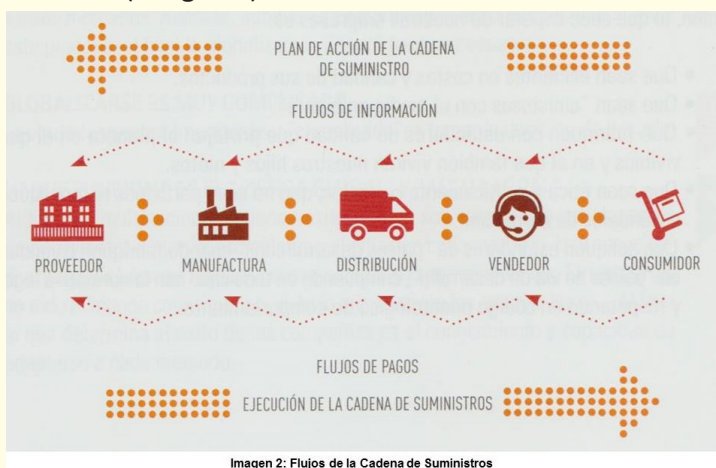 PLAN DE ACCIÓN DE LA CADENA
DE SUMINISTRO
FLUJOS DE INFORMACIÓN
PROVEEDOR
MANUFACTURA
DISTRIBUCIÓN
VENDEDOR
CONSUMIDOR
FLUJOS DE PAGOS
EJECUCIÓN DE LA CADENA DE SUMINISTROS
Imagen 2: Flujos de la Cadena de Suministros